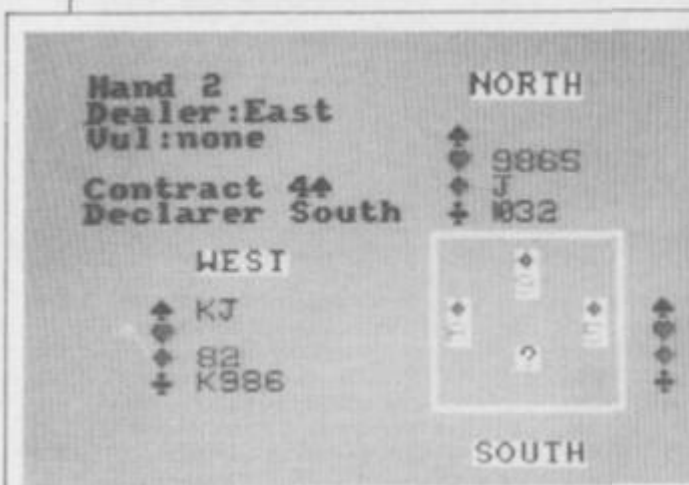 Hand 2
Dealer:East
Vul:none
Contract 4♠
Declarer South
NORTH
♠
♥ 9865
♦ J
♣ 1032
WEST
♠ KJ
♥
♦ 82
♣ K986
♦
♦
♦
?
♠
♥
♦
♣
SOUTH